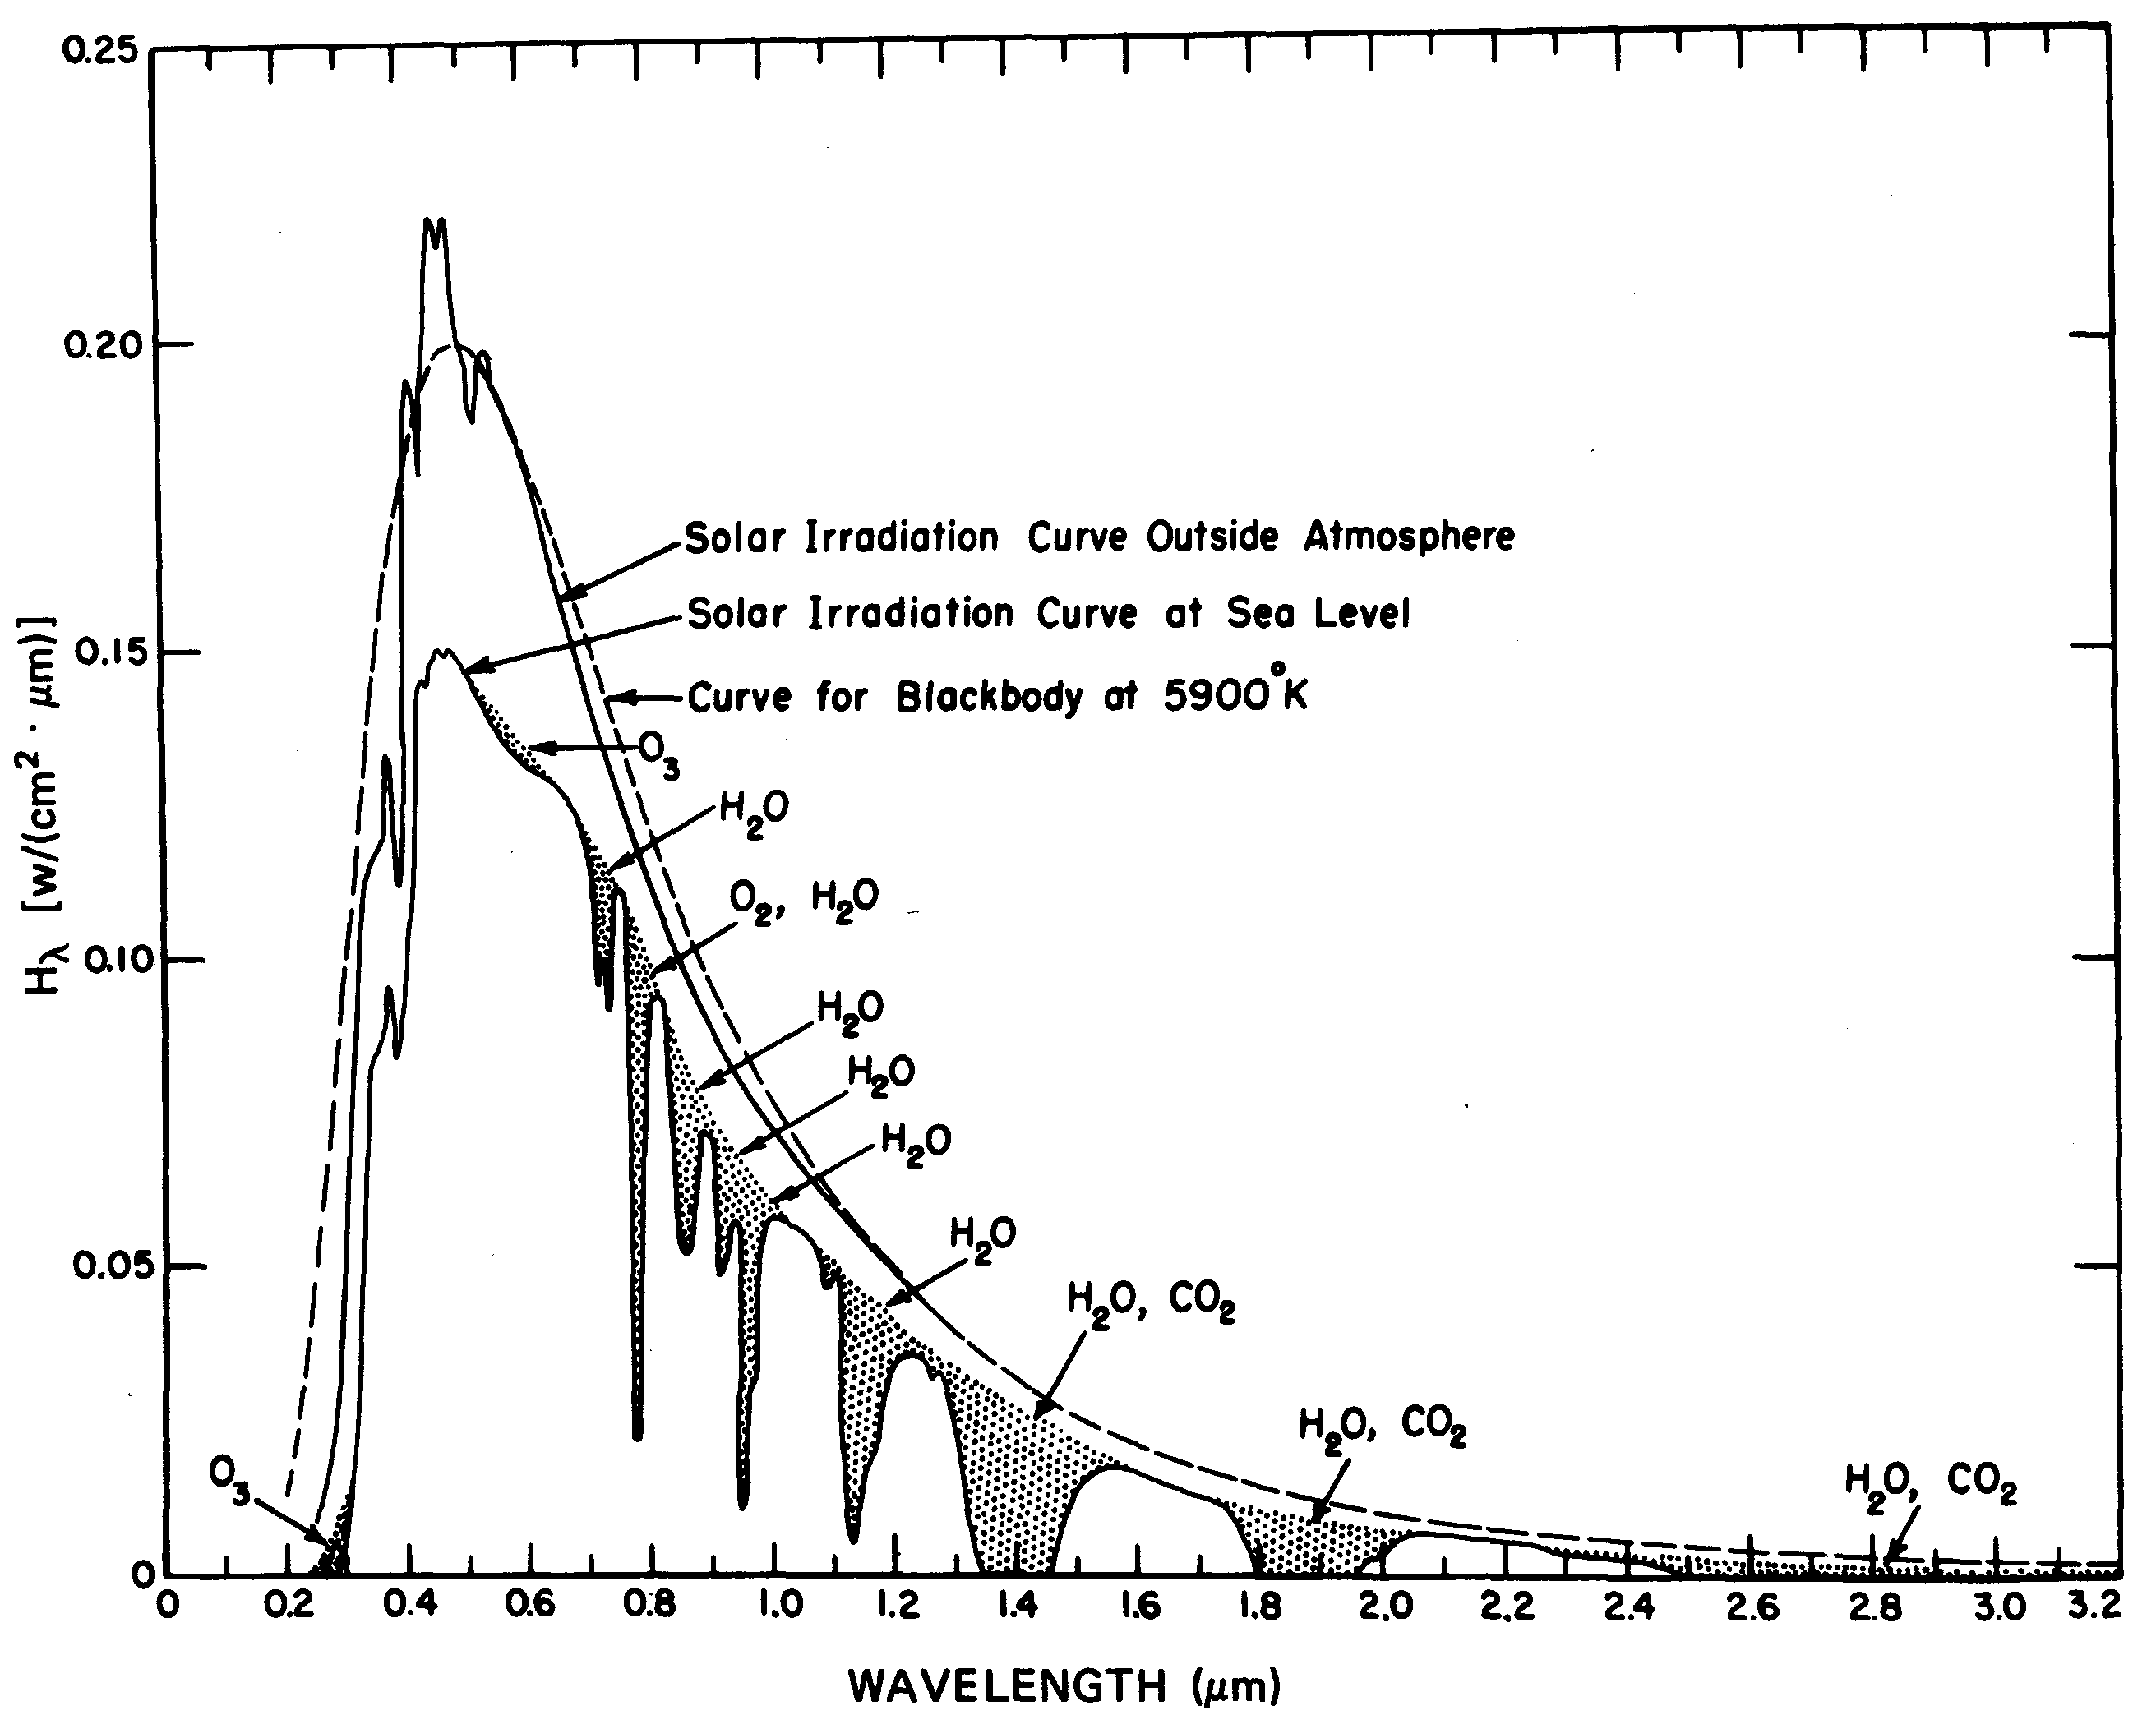 0.25
0.20
0.15
0.10
0.05
0
Hλ [w/(cm² · μm)]
Solar Irradiation Curve Outside Atmosphere
Solar Irradiation Curve at Sea Level
Curve for Blackbody at 5900°K
O₃
H₂O
O₂, H₂O
H₂O
H₂O
H₂O
H₂O
H₂O, CO₂
H₂O, CO₂
H₂O, CO₂
O₃
0 0.2 0.4 0.6 0.8 1.0 1.2 1.4 1.6 1.8 2.0 2.2 2.4 2.6 2.8 3.0 3.2
WAVELENGTH (μm)